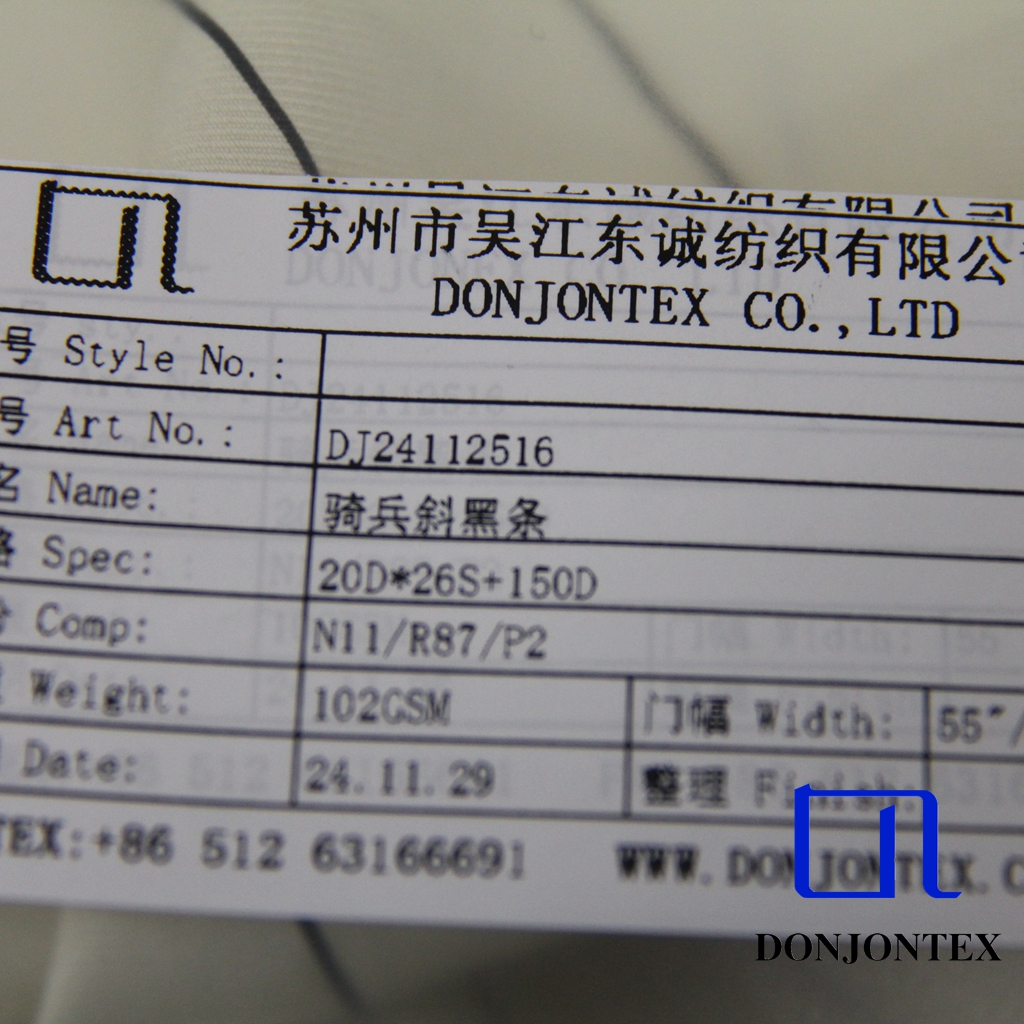 苏州市吴江东诚纺织有限公
DONJONTEX CO.,LTD
号 Style No.:
号 Art No.: DJ24112516
名 Name: 骑兵斜黑条
格 Spec: 20D*26S+150D
Comp: N11/R87/P2
Weight: 102GSM 门幅 Width: 55"/
Date: 24.11.29 整理 Finish:
TEX:+86 512 63166691 WWW.DONJONTEX.C
DONJONTEX